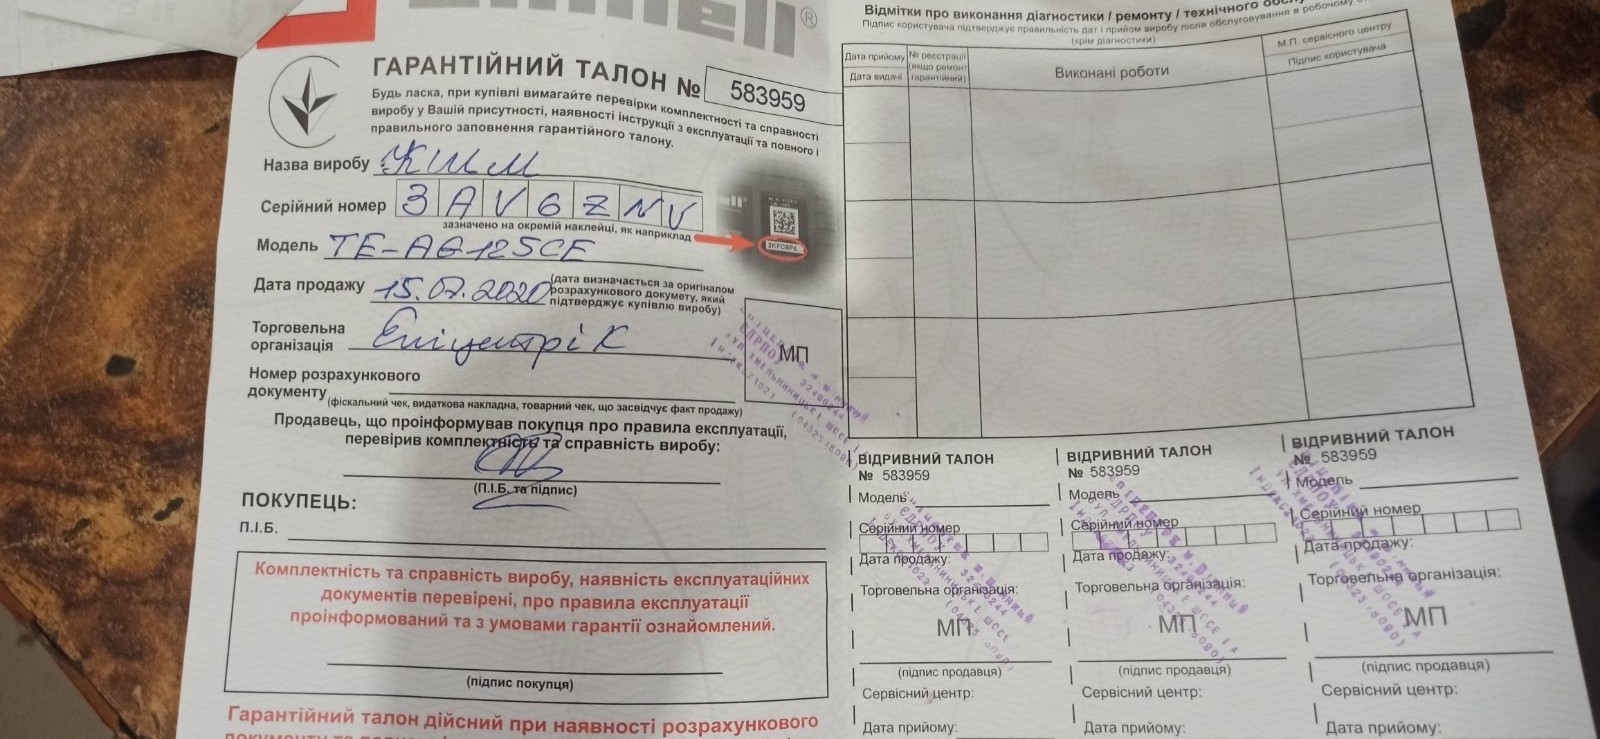 ®
ГАРАНТІЙНИЙ ТАЛОН № 583959
Будь ласка, при купівлі вимагайте перевірки комплектності та справності
виробу у Вашій присутності, наявності інструкції з експлуатації та повного і
правильного заповнення гарантійного талону.
Назва виробу КШМ
Серійний номер 3 A V 6 Z N V
зазначено на окремій наклейці, як наприклад
Модель TE-AG125CE
Дата продажу 15.07.2020
(дата визначається за оригіналом
розрахункового докумету, який
підтверджує купівлю виробу)
Торговельна
організація Епіцентр К
МП
Номер розрахункового
документу
(фіскальний чек, видаткова накладна, товарний чек, що засвідчує факт продажу)
Продавець, що проінформував покупця про правила експлуатації,
перевірив комплектність та справність виробу:
(П.І.Б. та підпис)
ПОКУПЕЦЬ:
П.І.Б.
Комплектність та справність виробу, наявність експлуатаційних
документів перевірені, про правила експлуатації
проінформований та з умовами гарантії ознайомлений.
(підпис покупця)
Гарантійний талон дійсний при наявності розрахункового
Відмітки про виконання діагностики / ремонту / технічного
Підпис користувача підтверджує правильність дат і прийом виробу після обслуговування в робочому
(крім діагностики)
Дата прийому
Дата видачі
№ реєстрації
(якщо ремонт
гарантійний)
Виконані роботи
М.П. сервісного центру
Підпис користувача
ВІДРИВНИЙ ТАЛОН
№ 583959
Модель
Серійний номер
Дата продажу:
Торговельна організація:
МП
(підпис продавця)
Сервісний центр:
Дата прийому:
ВІДРИВНИЙ ТАЛОН
№ 583959
Модель
Серійний номер
Дата продажу:
Торговельна організація:
МП
(підпис продавця)
Сервісний центр:
Дата прийому:
ВІДРИВНИЙ ТАЛОН
№ 583959
Модель
Серійний номер
Дата продажу:
Торговельна організація:
МП
(підпис продавця)
Сервісний центр:
Дата прийому: